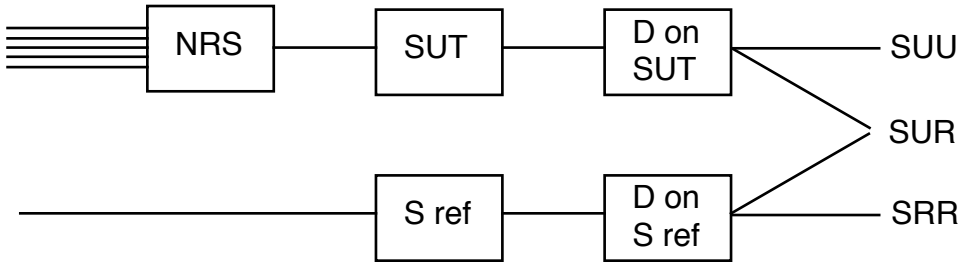 NRS
SUT
D on
SUT
SUU
SUR
S ref
D on
S ref
SRR